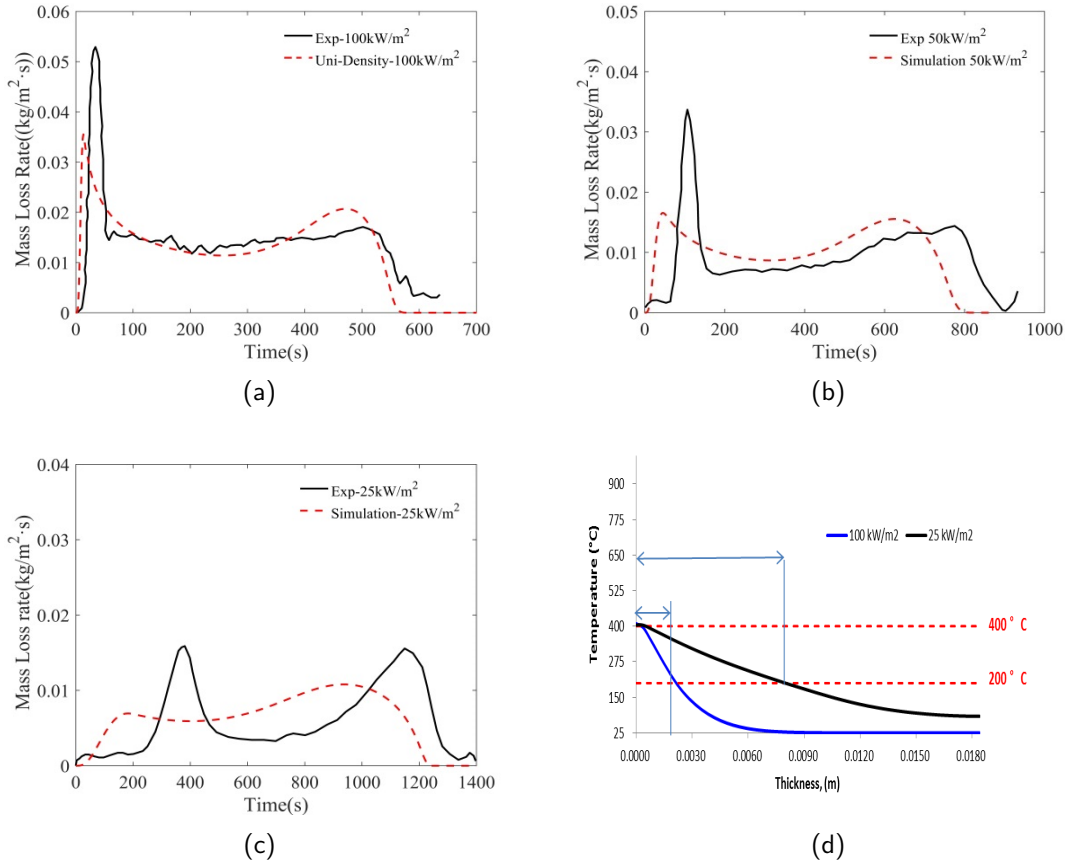 0.06
0.05
0.04
0.03
0.02
0.01
0
0 100 200 300 400 500 600 700
Mass Loss Rate((kg/m²·s))
Time(s)
Exp-100kW/m²
Uni-Density-100kW/m²
(a)
0.05
0.04
0.03
0.02
0.01
0
0 200 400 600 800 1000
Mass Loss Rate(kg/m²·s)
Time(s)
Exp 50kW/m²
Simulation 50kW/m²
(b)
0.04
0.03
0.02
0.01
0
0 200 400 600 800 1000 1200 1400
Mass Loss rate(kg/m²·s)
Time(s)
Exp-25kW/m²
Simulation-25kW/m²
(c)
900
775
650
525
400
275
150
25
0.0000 0.0030 0.0060 0.0090 0.0120 0.0150 0.0180
Temperature (°C)
Thickness, (m)
100 kW/m2 25 kW/m2
400° C
200° C
(d)